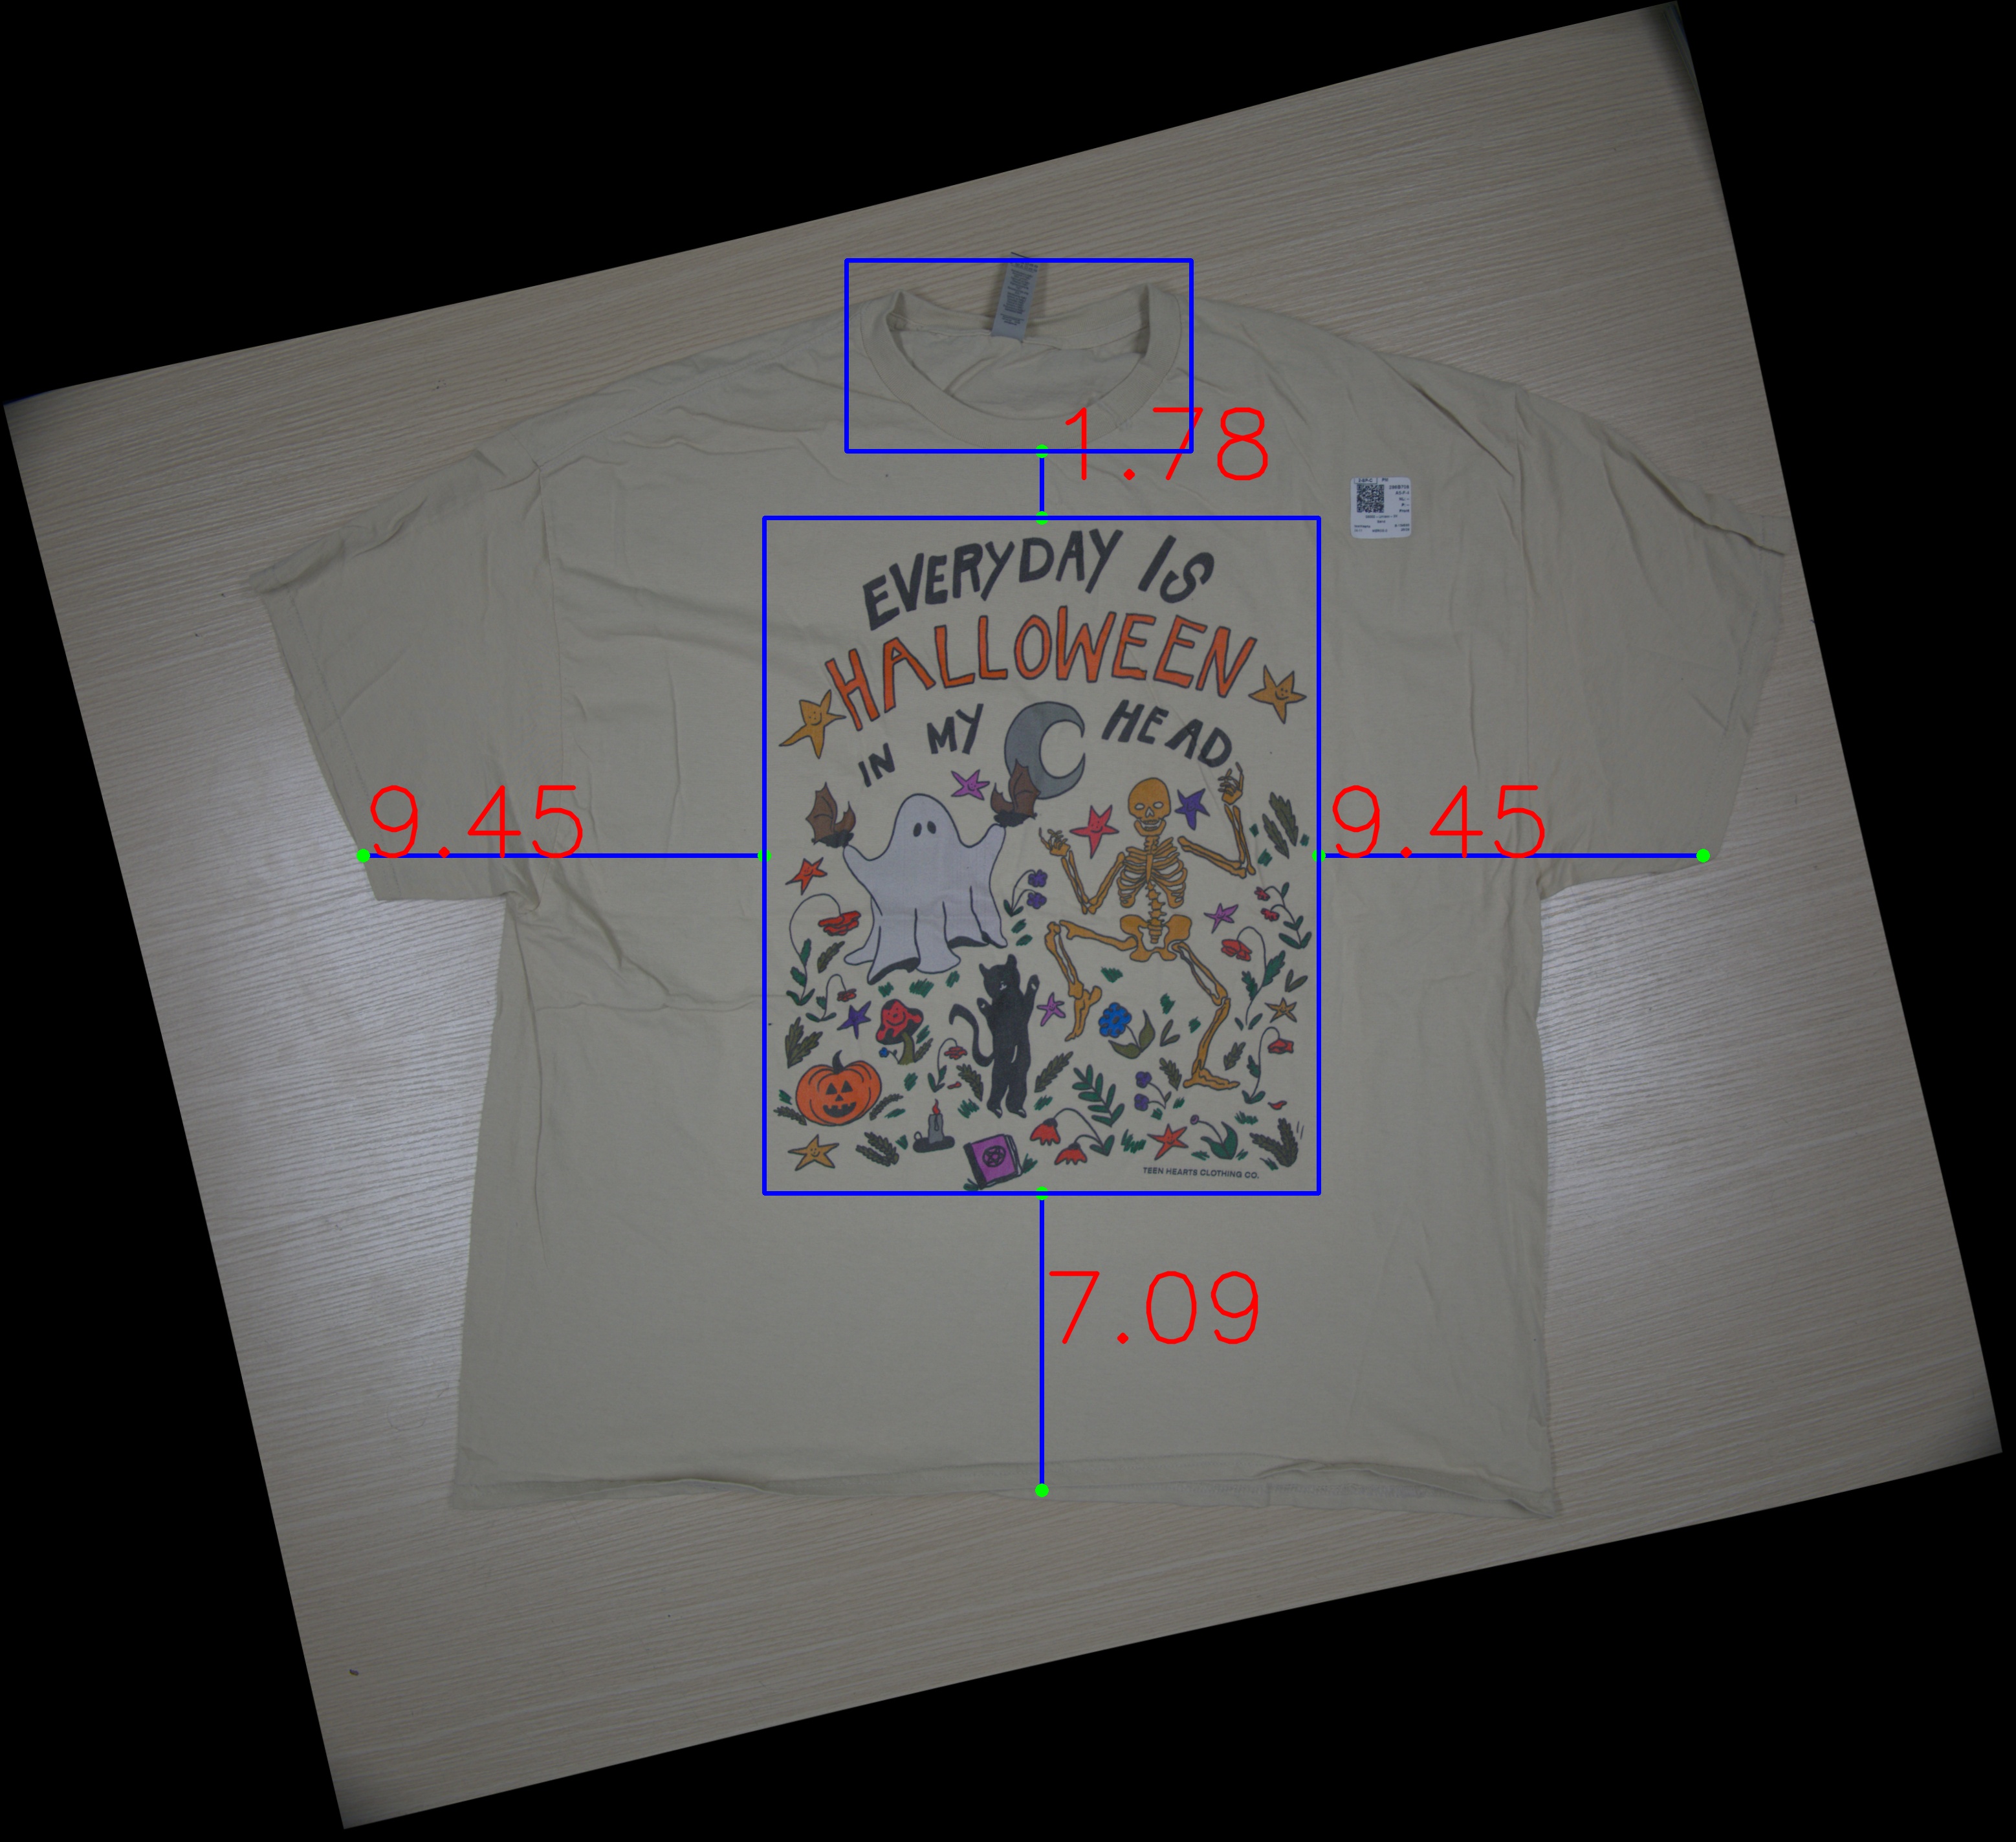 1.78
EVERYDAY IS
HALLOWEEN
IN MY HEAD
9.45
9.45
TEEN HEARTS CLOTHING CO.
7.09